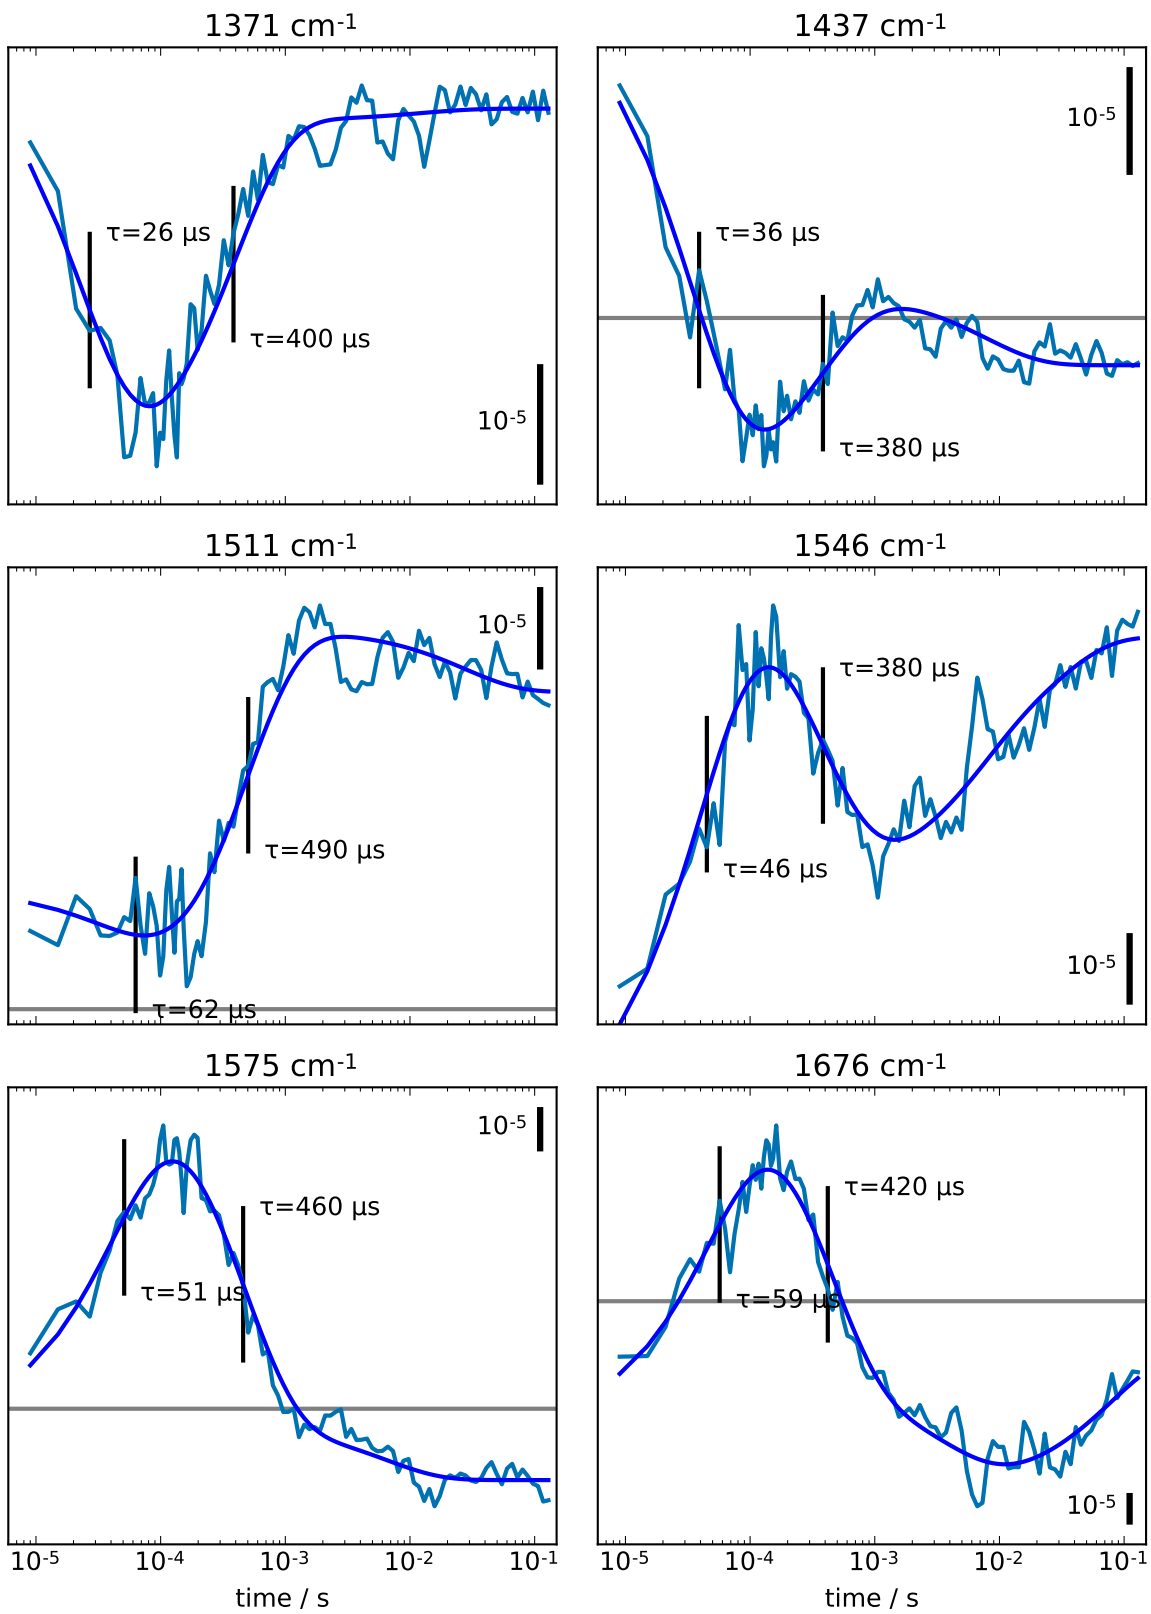 1371 cm⁻¹
τ=26 µs
τ=400 µs
10⁻⁵
1437 cm⁻¹
10⁻⁵
τ=36 µs
τ=380 µs
1511 cm⁻¹
10⁻⁵
τ=490 µs
τ=62 µs
1546 cm⁻¹
τ=380 µs
τ=46 µs
10⁻⁵
1575 cm⁻¹
10⁻⁵
τ=460 µs
τ=51 µs
10⁻⁵ 10⁻⁴ 10⁻³ 10⁻² 10⁻¹
time / s
1676 cm⁻¹
τ=420 µs
τ=59 µs
10⁻⁵
10⁻⁵ 10⁻⁴ 10⁻³ 10⁻² 10⁻¹
time / s